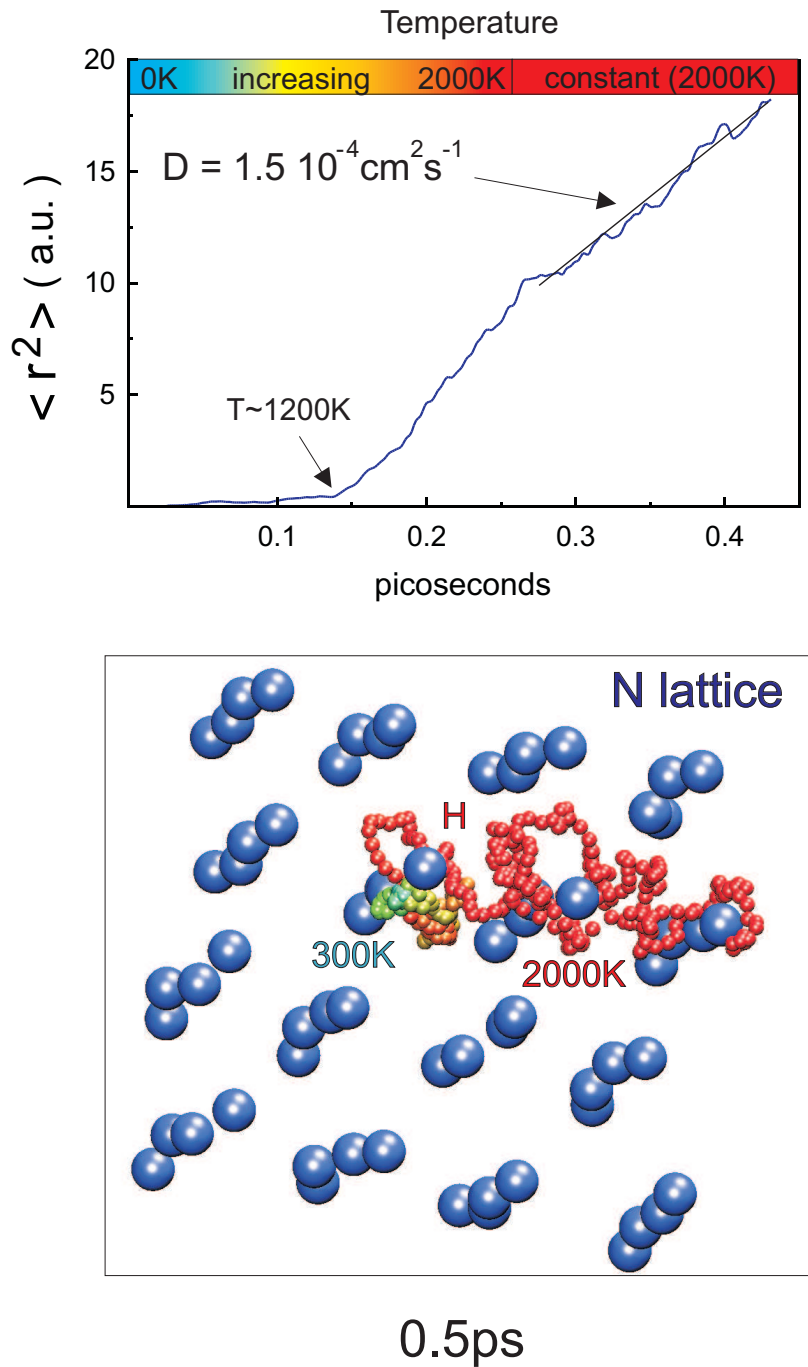 Temperature
0K increasing 2000K constant (2000K)
20
15
10
5
< r² > ( a.u. )
D = 1.5 10⁻⁴cm²s⁻¹
T~1200K
0.1 0.2 0.3 0.4
picoseconds
N lattice
H
300K
2000K
0.5ps